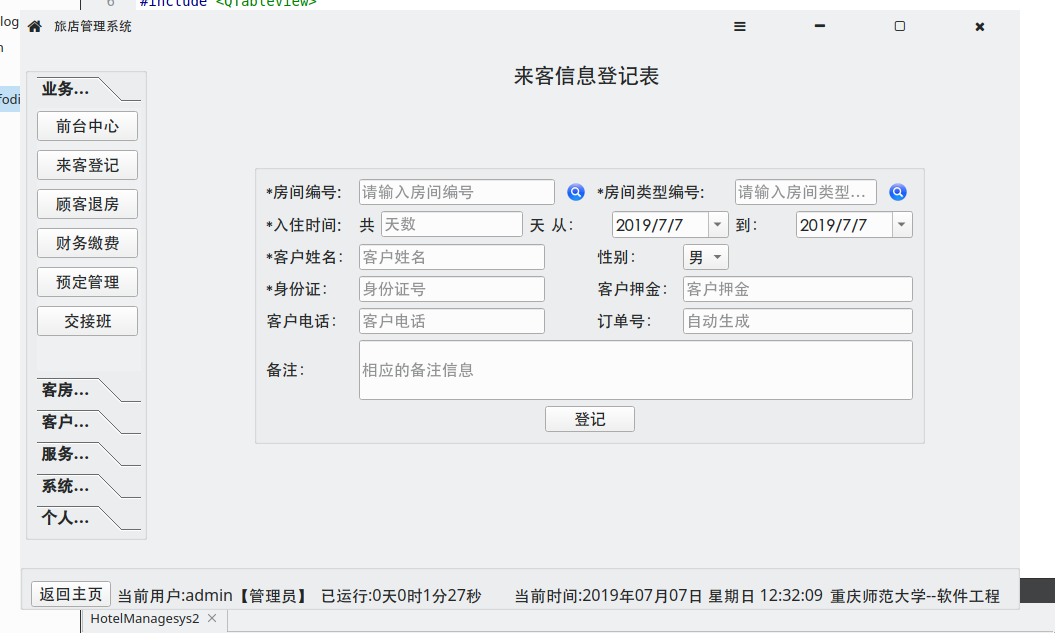 6 #include <QTableView>
log
旅店管理系统
来客信息登记表
业务...
前台中心
来客登记
顾客退房
财务缴费
预定管理
交接班
客房...
客户...
服务...
系统...
个人...
*房间编号: 请输入房间编号 *房间类型编号: 请输入房间类型...
*入住时间: 共 天数 天 从: 2019/7/7 到: 2019/7/7
*客户姓名: 客户姓名 性别: 男
*身份证: 身份证号 客户押金: 客户押金
客户电话: 客户电话 订单号: 自动生成
备注: 相应的备注信息
登记
返回主页 当前用户:admin【管理员】 已运行:0天0时1分27秒 当前时间:2019年07月07日 星期日 12:32:09 重庆师范大学--软件工程
HotelManagesys2